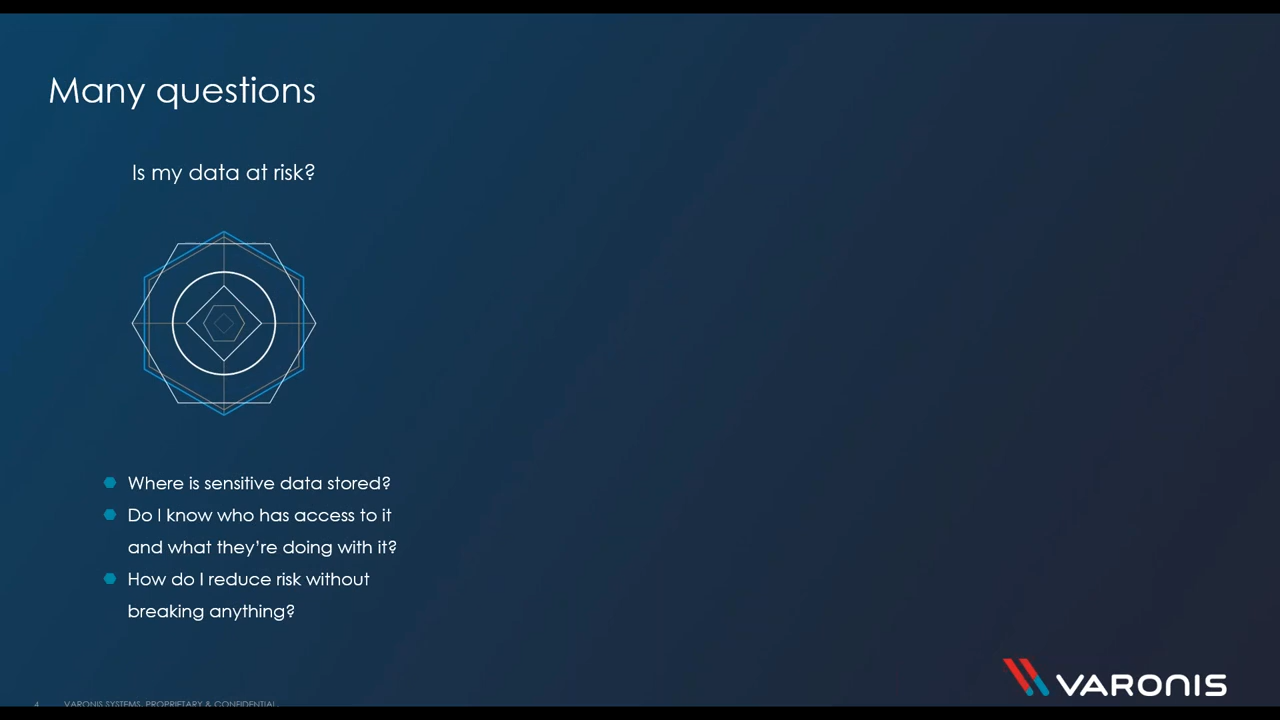 Many questions
Is my data at risk?
Where is sensitive data stored?
Do I know who has access to it
and what they're doing with it?
How do I reduce risk without
breaking anything?
VARONIS
4 VARONIS SYSTEMS. PROPRIETARY & CONFIDENTIAL.